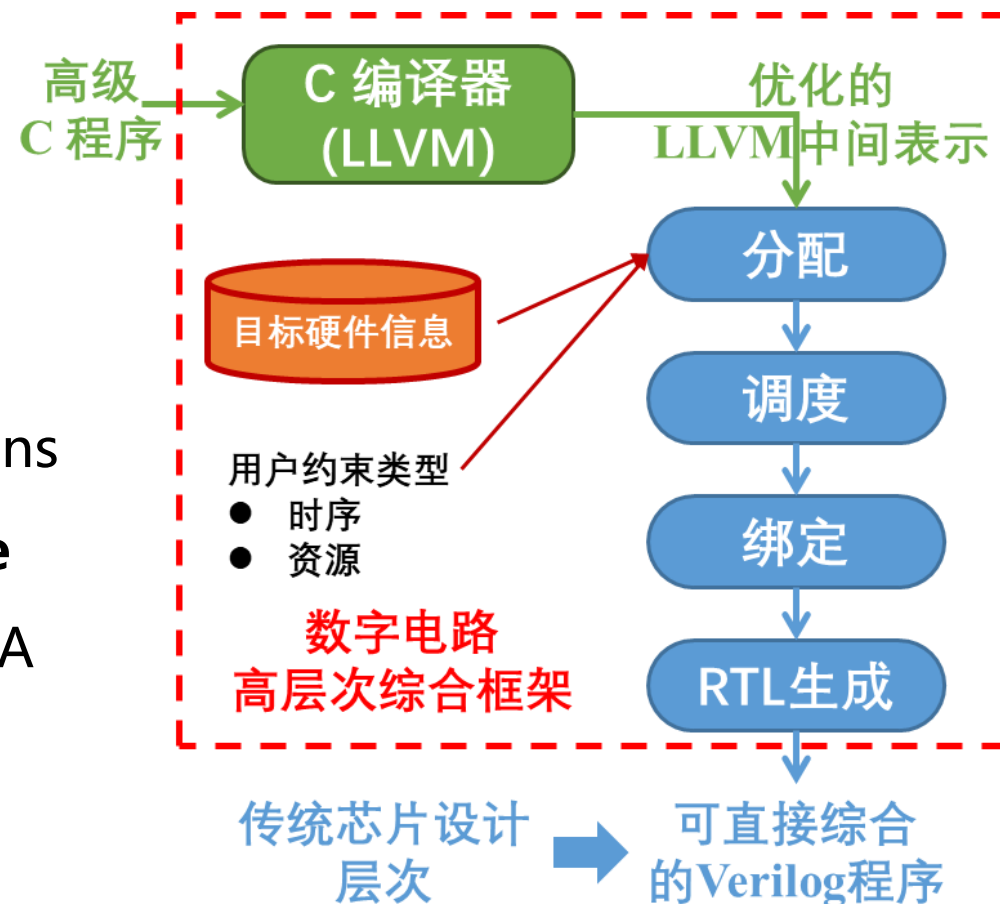 高级
C 程序
C 编译器
(LLVM)
优化的
LLVM中间表示
分配
目标硬件信息
调度
用户约束类型
● 时序
● 资源
绑定
数字电路
高层次综合框架
RTL生成
传统芯片设计
层次
可直接综合
的Verilog程序
ns
e
A